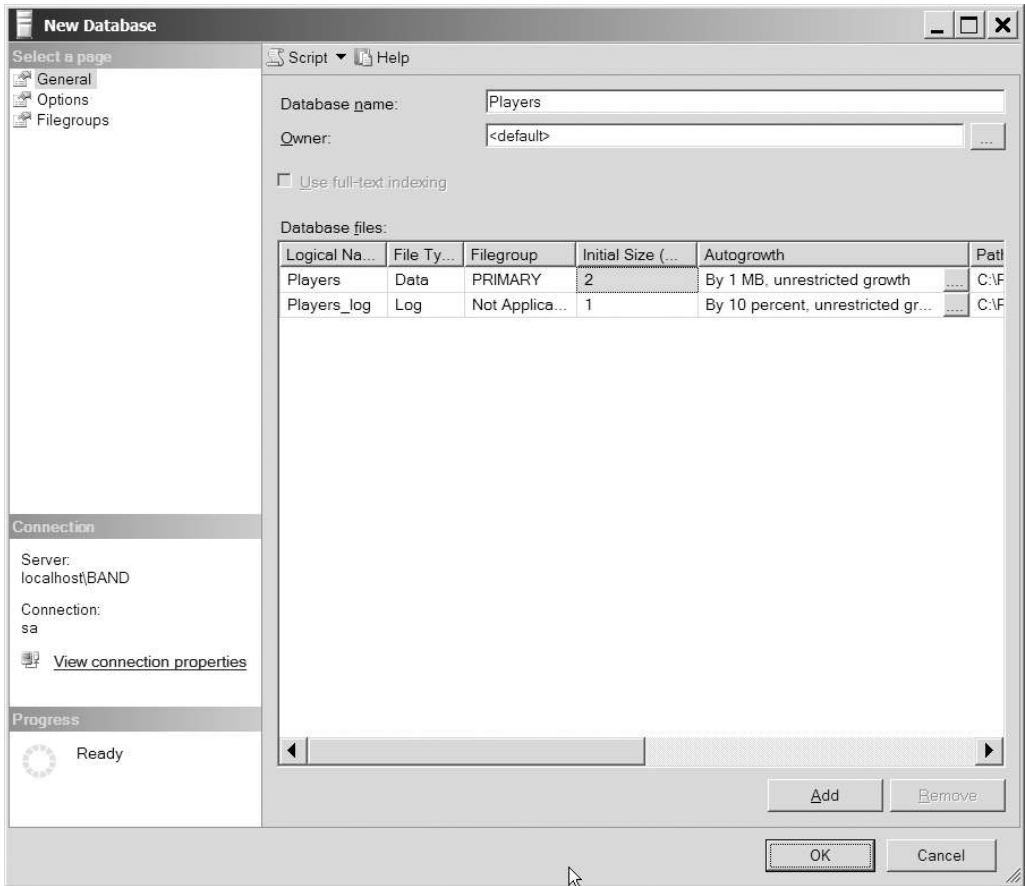 New Database
Select a page
General
Options
Filegroups
Script Help
Database name: Players
Owner: <default>
...
Use full-text indexing
Database files:
Logical Na... File Ty... Filegroup Initial Size (... Autogrowth Path
Players Data PRIMARY 2 By 1 MB, unrestricted growth .... C:\P
Players_log Log Not Applica... 1 By 10 percent, unrestricted gr... .... C:\P
Connection
Server:
localhost\BAND
Connection:
sa
View connection properties
Progress
Ready
Add Remove
OK Cancel